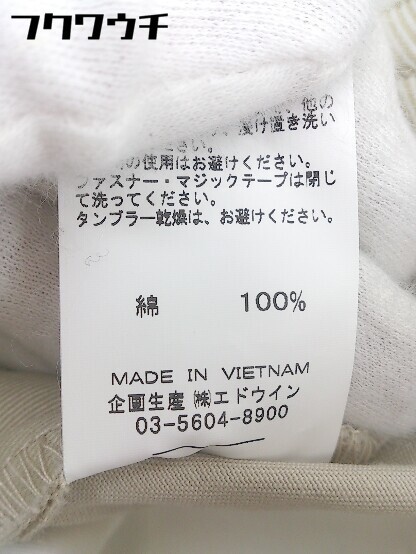 フクワウチ
他の
浸け置き洗い
ださい。
の使用はお避けください。
ファスナー・マジックテープは閉じ
て洗ってください。
タンブラー乾燥は、お避けください。
綿 100%
MADE IN VIETNAM
企画生産 ㈱エドウイン
03-5604-8900